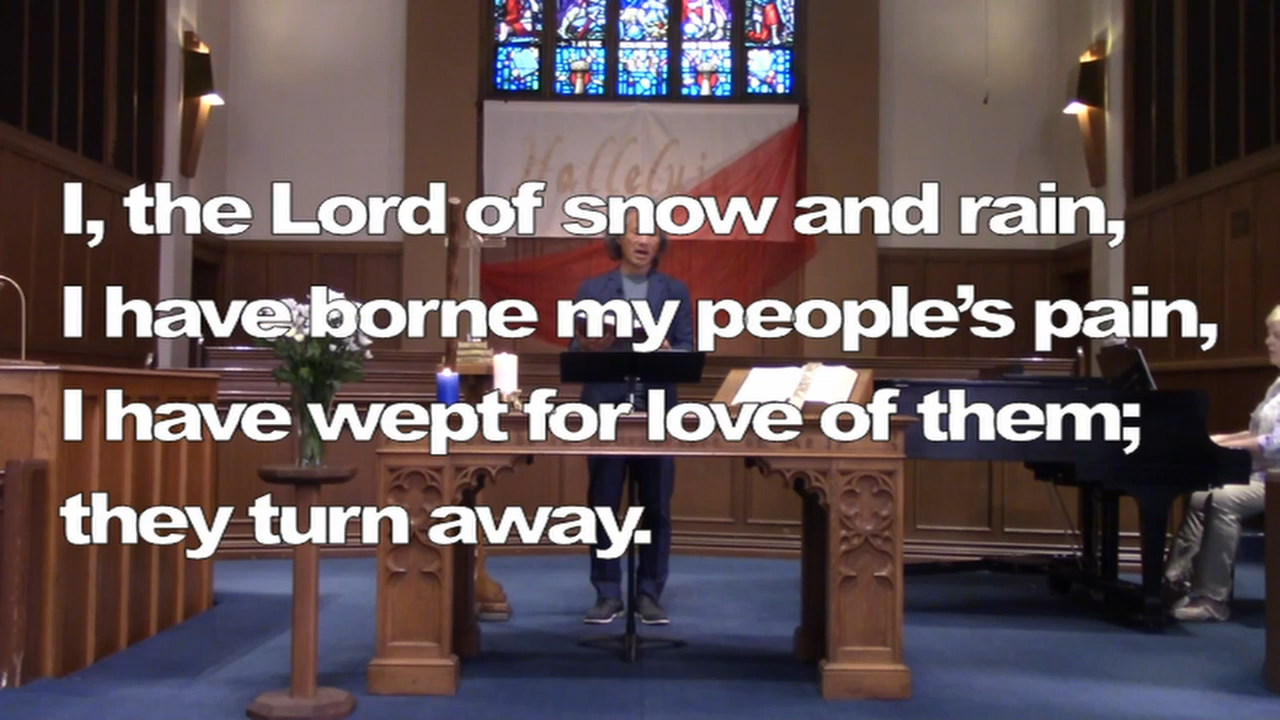 Hallelu
I, the Lord of snow and rain,
I have borne my people’s pain,
I have wept for love of them;
they turn away.